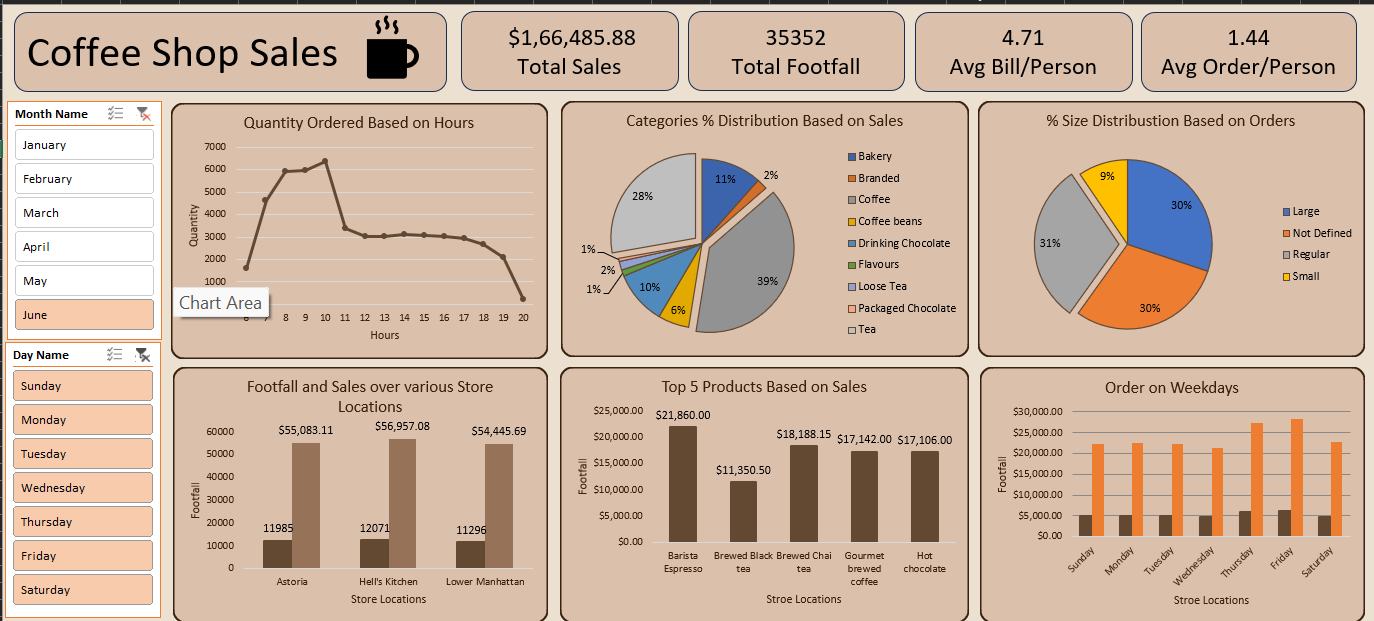 Coffee Shop Sales
$1,66,485.88
Total Sales
35352
Total Footfall
4.71
Avg Bill/Person
1.44
Avg Order/Person
Month Name
January
February
March
April
May
June
Day Name
Sunday
Monday
Tuesday
Wednesday
Thursday
Friday
Saturday
Quantity Ordered Based on Hours
7000
6000
5000
4000
3000
2000
1000
Quantity
Chart Area
6 7 8 9 10 11 12 13 14 15 16 17 18 19 20
Hours
Categories % Distribution Based on Sales
11%
2%
39%
6%
10%
1%
2%
1%
28%
Bakery
Branded
Coffee
Coffee beans
Drinking Chocolate
Flavours
Loose Tea
Packaged Chocolate
Tea
% Size Distribustion Based on Orders
9%
30%
31%
30%
Large
Not Defined
Regular
Small
Footfall and Sales over various Store
Locations
60000
50000
40000
30000
20000
10000
0
Footfall
$55,083.11
$56,957.08
$54,445.69
11985
12071
11296
Astoria
Hell's Kitchen
Lower Manhattan
Store Locations
Top 5 Products Based on Sales
$25,000.00
$20,000.00
$15,000.00
$10,000.00
$5,000.00
$0.00
Footfall
$21,860.00
$11,350.50
$18,188.15
$17,142.00
$17,106.00
Barista
Espresso
Brewed Black
tea
Brewed Chai
tea
Gourmet
brewed
coffee
Hot
chocolate
Stroe Locations
Order on Weekdays
$30,000.00
$25,000.00
$20,000.00
$15,000.00
$10,000.00
$5,000.00
$0.00
Footfall
Sunday
Monday
Tuesday
Wednesday
Thursday
Friday
Saturday
Stroe Locations